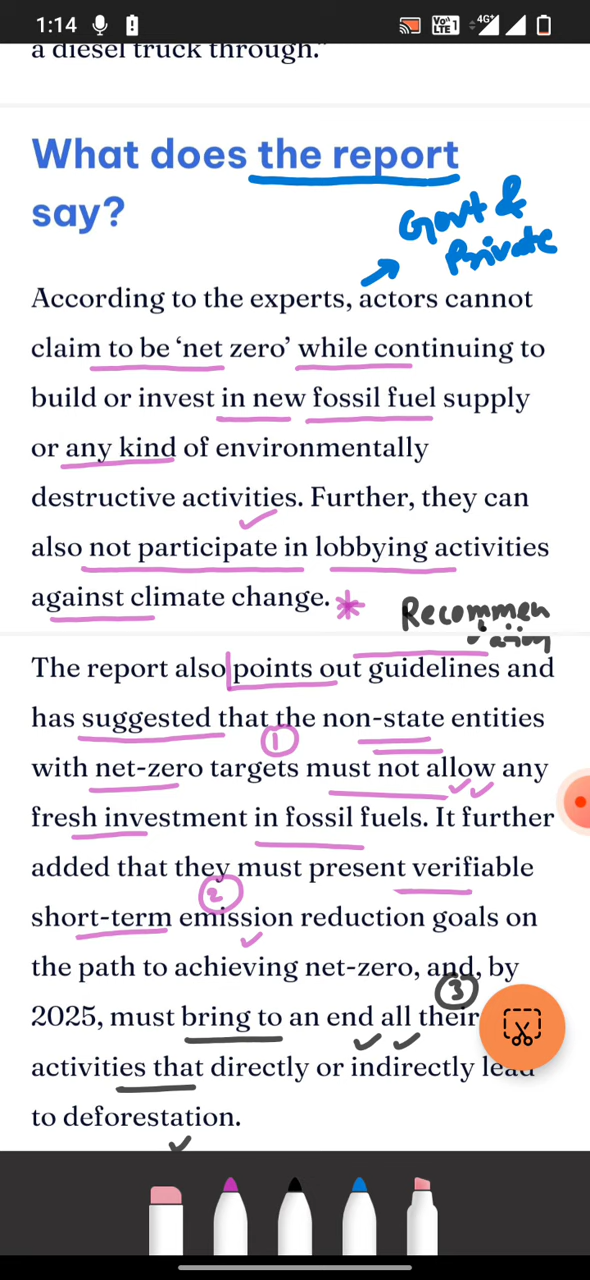 1:14
Vo))
LTE 1
4G+
a diesel truck through."
What does the report
say?
Govt &
Private
According to the experts, actors cannot
claim to be ‘net zero’ while continuing to
build or invest in new fossil fuel supply
or any kind of environmentally
destructive activities. Further, they can
also not participate in lobbying activities
against climate change. *
Recommen
The report also points out guidelines and
has suggested that the non-state entities
1
with net-zero targets must not allow any
fresh investment in fossil fuels. It further
added that they must present verifiable
2
short-term emission reduction goals on
the path to achieving net-zero, and, by
3
2025, must bring to an end all their
activities that directly or indirectly lead
to deforestation.